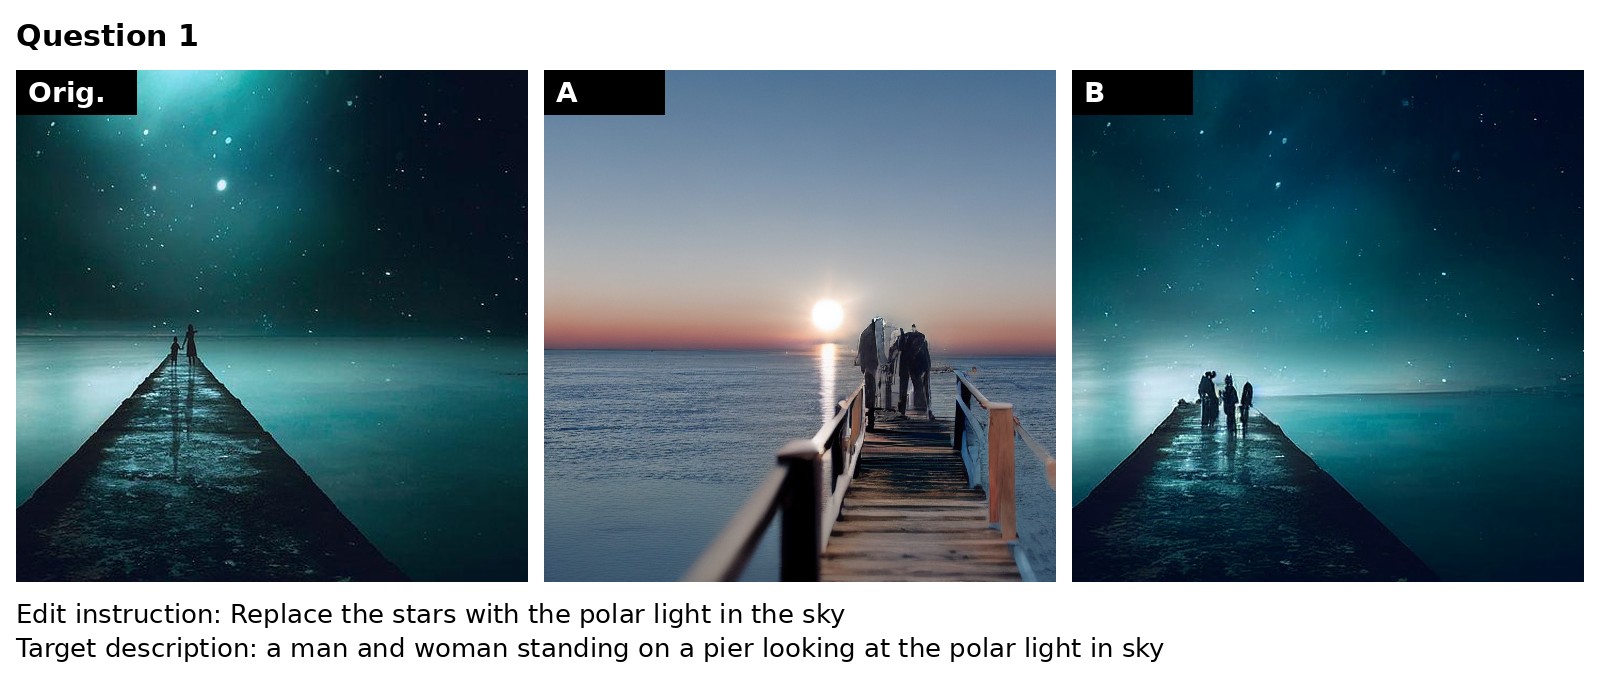 Question 1
Orig.
A
B
Edit instruction: Replace the stars with the polar light in the sky
Target description: a man and woman standing on a pier looking at the polar light in sky